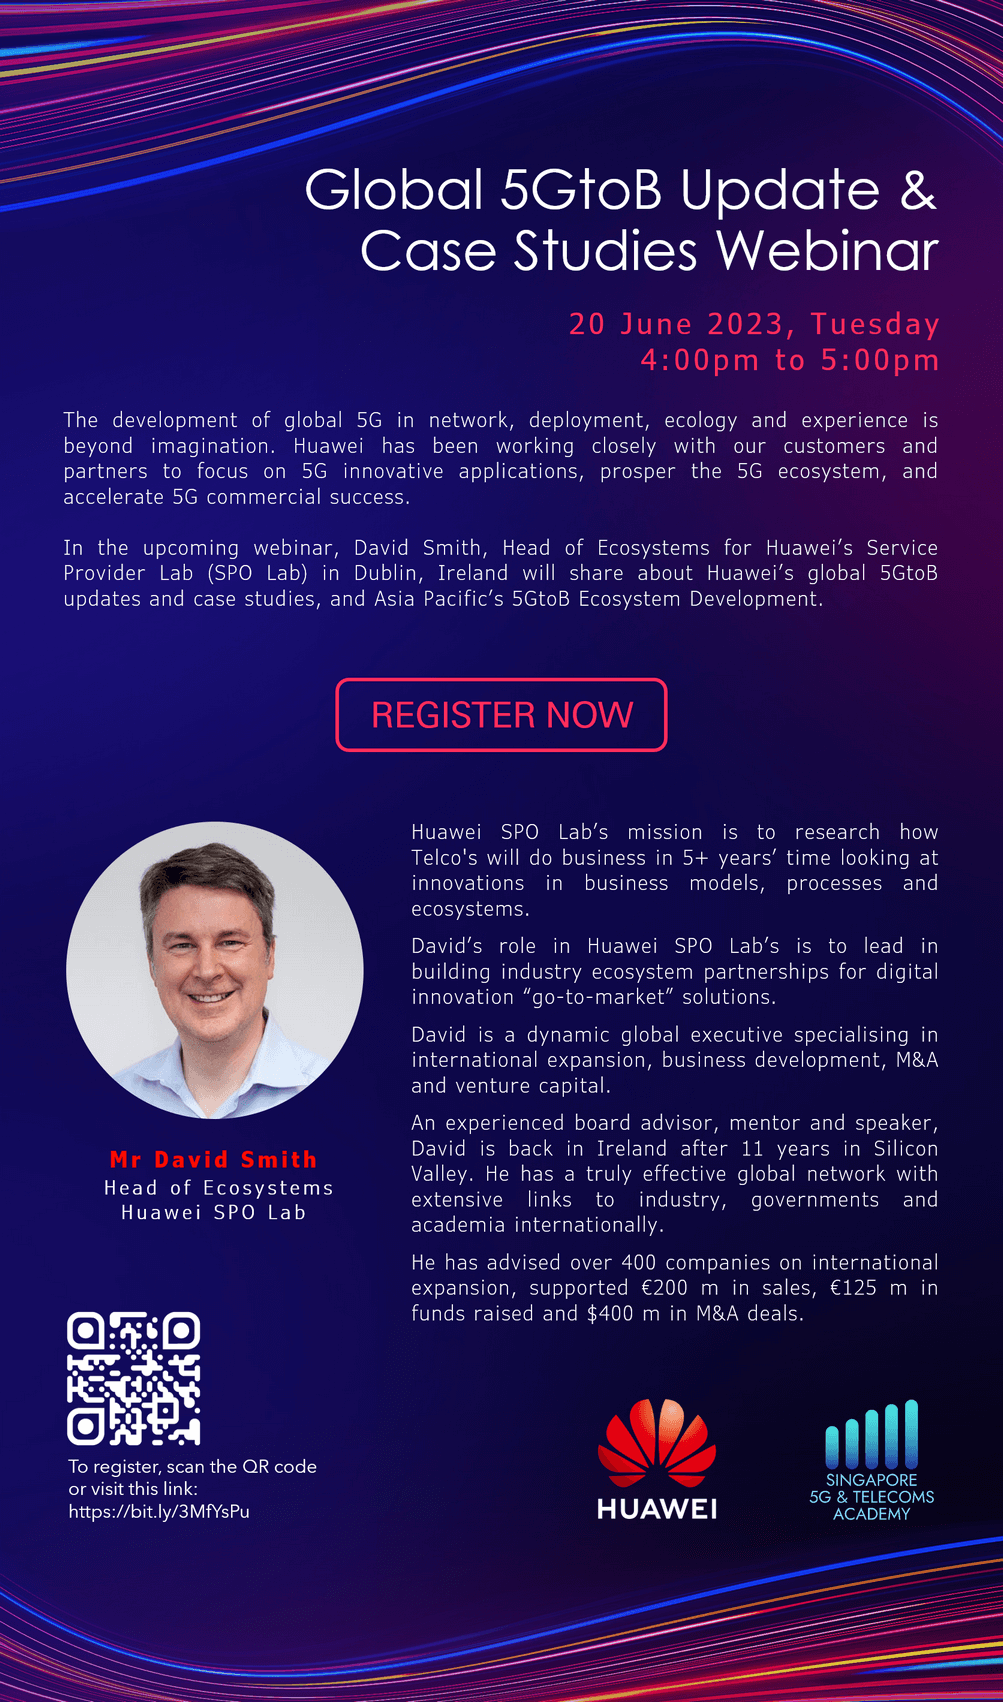 Global 5GtoB Update &
Case Studies Webinar
20 June 2023, Tuesday
4:00pm to 5:00pm
The development of global 5G in network, deployment, ecology and experience is
beyond imagination. Huawei has been working closely with our customers and
partners to focus on 5G innovative applications, prosper the 5G ecosystem, and
accelerate 5G commercial success.
In the upcoming webinar, David Smith, Head of Ecosystems for Huawei’s Service
Provider Lab (SPO Lab) in Dublin, Ireland will share about Huawei’s global 5GtoB
updates and case studies, and Asia Pacific’s 5GtoB Ecosystem Development.
REGISTER NOW
Huawei SPO Lab’s mission is to research how
Telco's will do business in 5+ years’ time looking at
innovations in business models, processes and
ecosystems.
David’s role in Huawei SPO Lab’s is to lead in
building industry ecosystem partnerships for digital
innovation “go-to-market” solutions.
David is a dynamic global executive specialising in
international expansion, business development, M&A
and venture capital.
An experienced board advisor, mentor and speaker,
David is back in Ireland after 11 years in Silicon
Valley. He has a truly effective global network with
extensive links to industry, governments and
academia internationally.
He has advised over 400 companies on international
expansion, supported €200 m in sales, €125 m in
funds raised and $400 m in M&A deals.
Mr David Smith
Head of Ecosystems
Huawei SPO Lab
To register, scan the QR code
or visit this link:
https://bit.ly/3MfYsPu
HUAWEI
SINGAPORE
5G & TELECOMS
ACADEMY